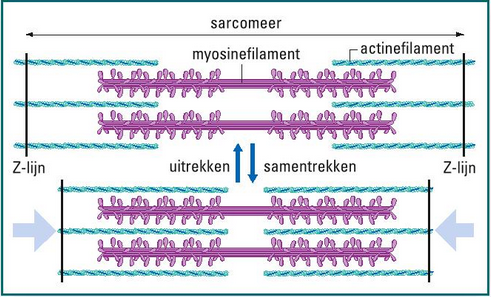 sarcomeer
myosinefilament
actinefilament
Z-lijn
uitrekken
samentrekken
Z-lijn